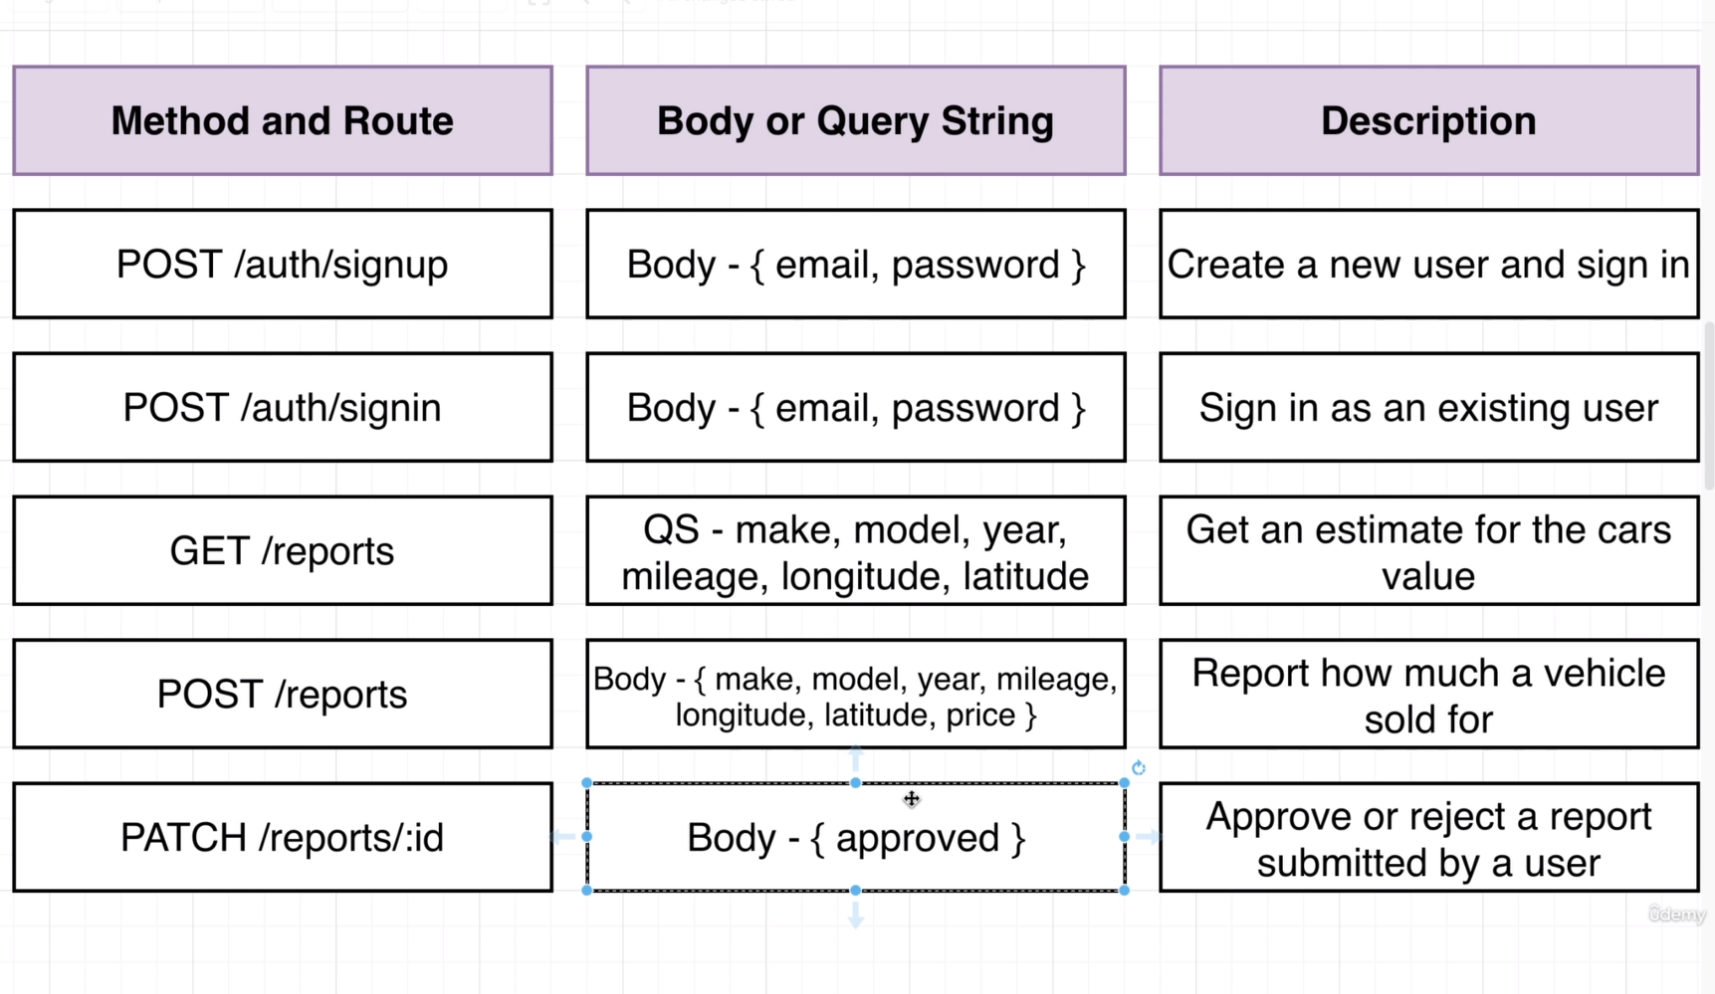 Method and Route
Body or Query String
Description
POST /auth/signup
Body - { email, password }
Create a new user and sign in
POST /auth/signin
Body - { email, password }
Sign in as an existing user
GET /reports
QS - make, model, year,
mileage, longitude, latitude
Get an estimate for the cars
value
POST /reports
Body - { make, model, year, mileage,
longitude, latitude, price }
Report how much a vehicle
sold for
PATCH /reports/:id
Body - { approved }
Approve or reject a report
submitted by a user
ûdemy